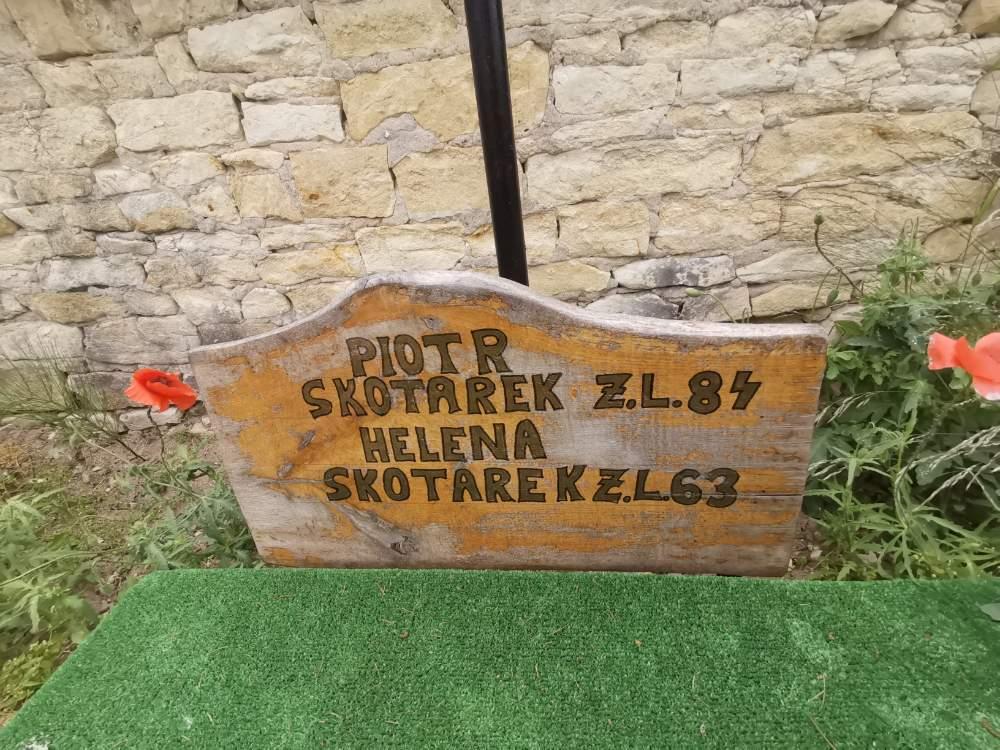 PIOTR
SKOTAREK Ż.L.84
HELENA
SKOTAREK Ż.L.63